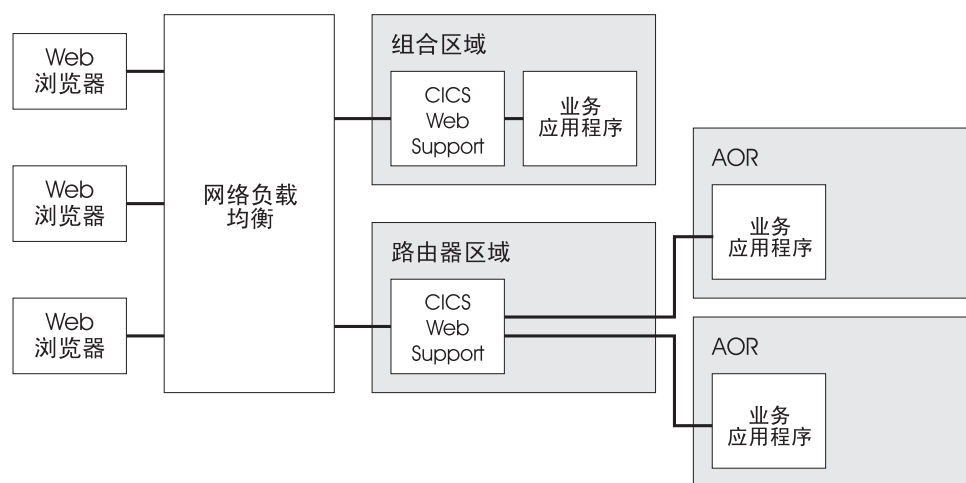 Web
浏览器
Web
浏览器
Web
浏览器
网络负载
均衡
组合区域
CICS
Web
Support
业务
应用程序
路由器区域
CICS
Web
Support
AOR
业务
应用程序
AOR
业务
应用程序